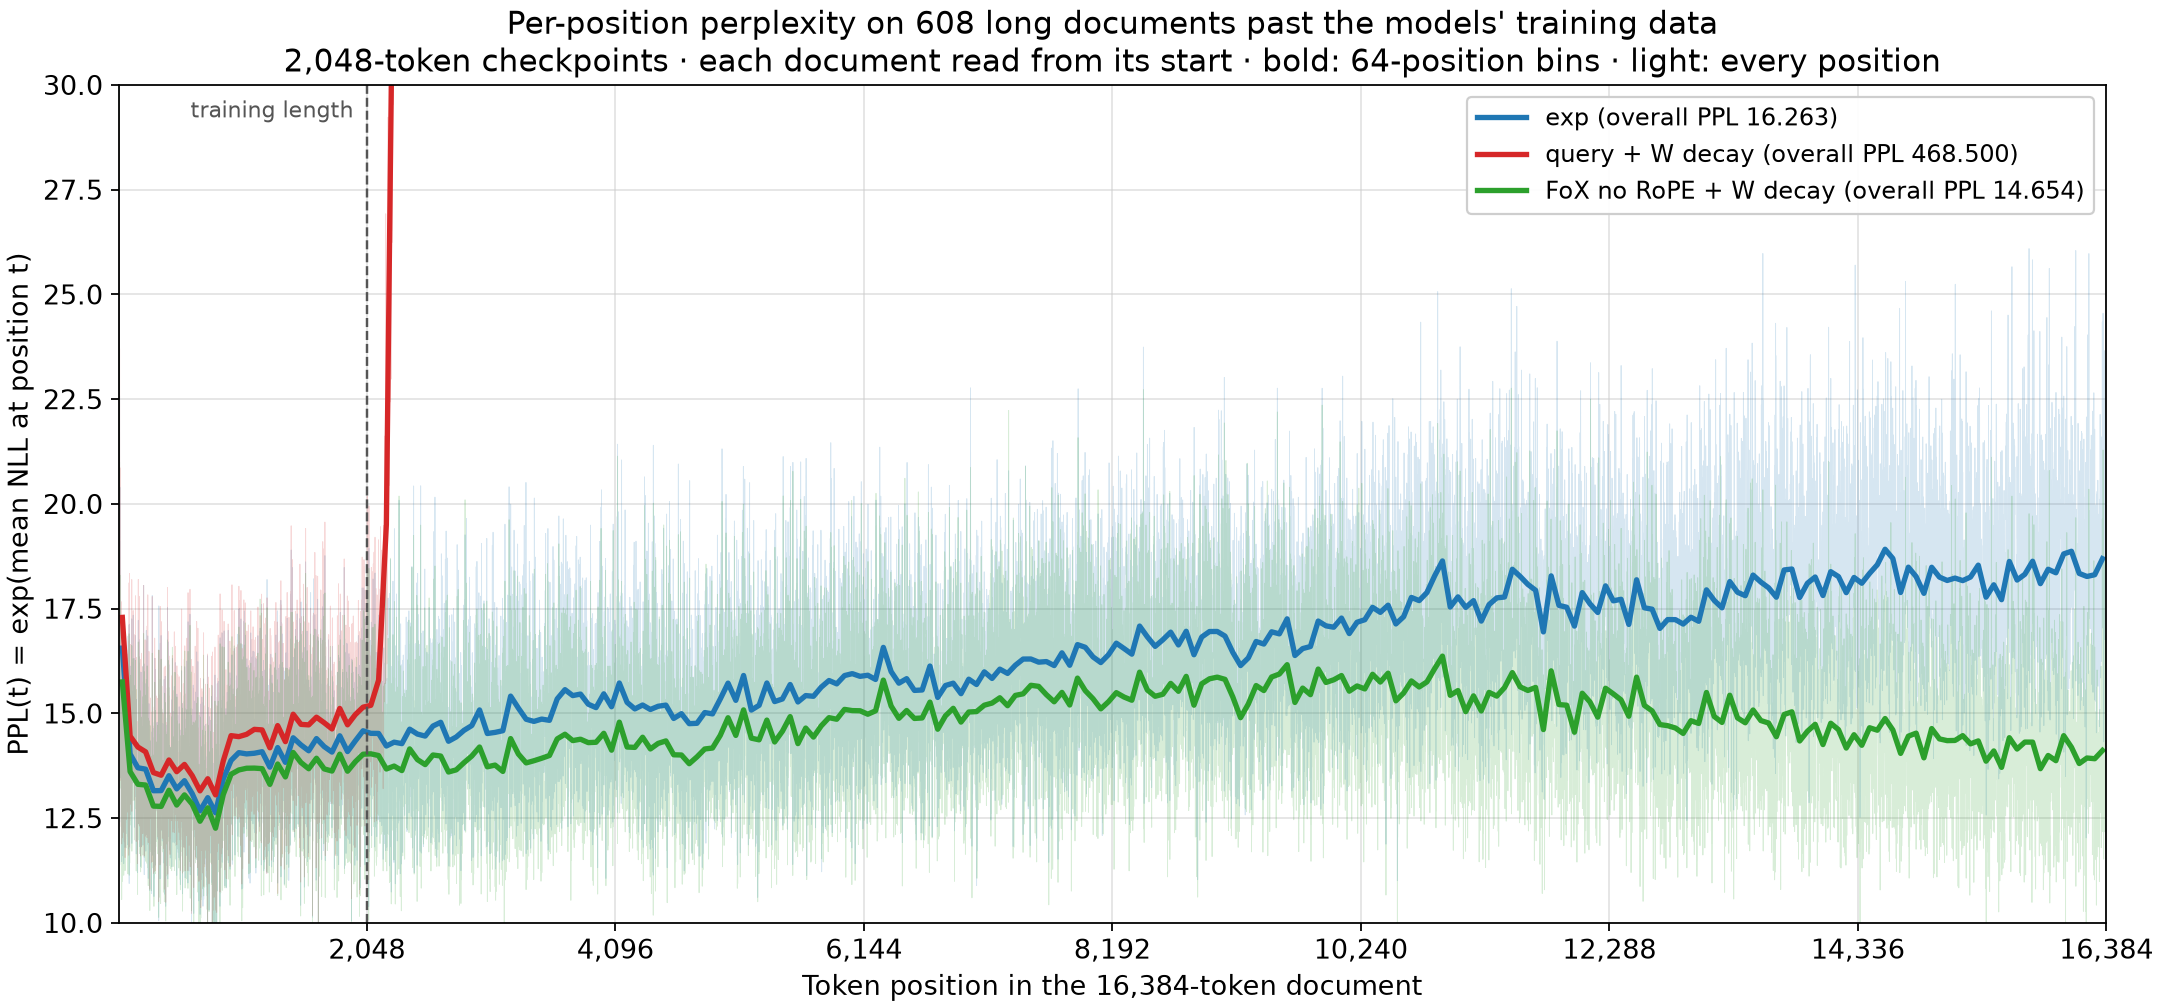 Per-position perplexity on 608 long documents past the models' training data
2,048-token checkpoints · each document read from its start · bold: 64-position bins · light: every position
PPL(t) = exp(mean NLL at position t)
30.0
27.5
25.0
22.5
20.0
17.5
15.0
12.5
10.0
training length
exp (overall PPL 16.263)
query + W decay (overall PPL 468.500)
FoX no RoPE + W decay (overall PPL 14.654)
2,048
4,096
6,144
8,192
10,240
12,288
14,336
16,384
Token position in the 16,384-token document